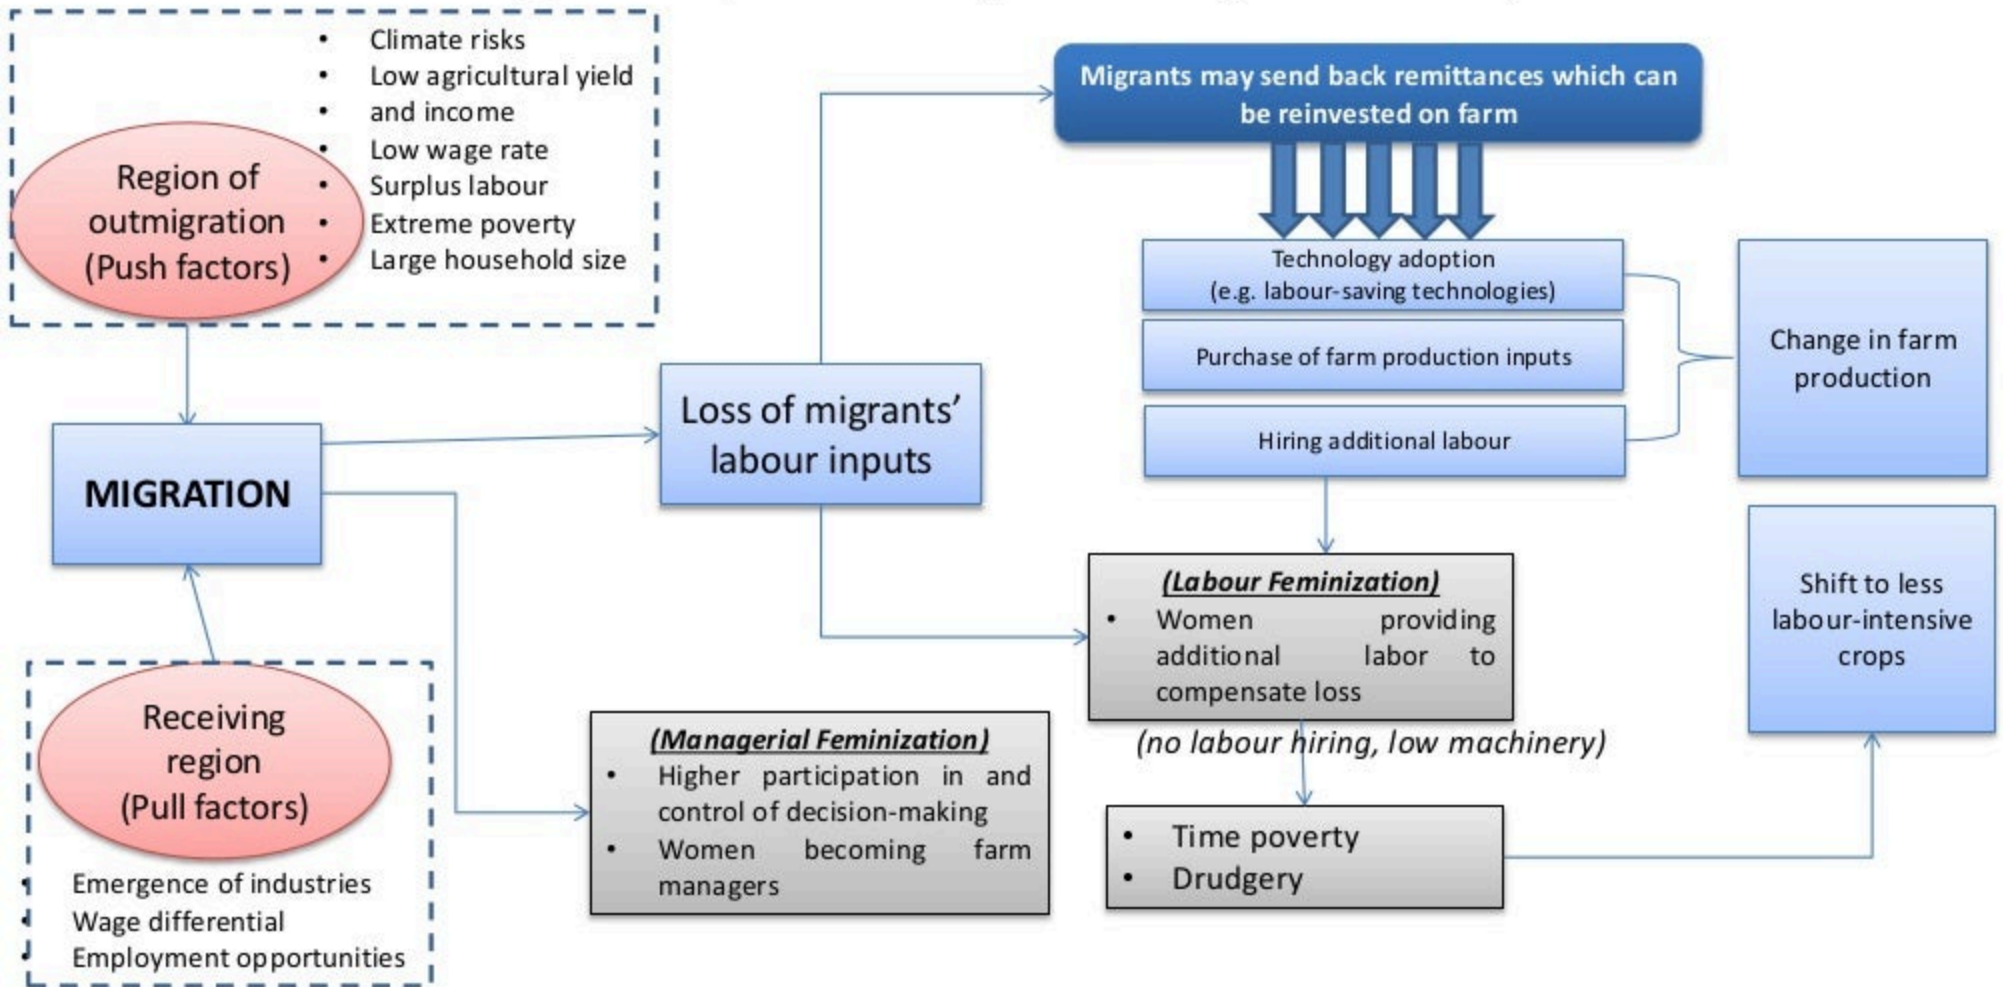 • Climate risks
• Low agricultural yield
• and income
• Low wage rate
• Surplus labour
• Extreme poverty
• Large household size
Region of
outmigration
(Push factors)
MIGRATION
Receiving
region
(Pull factors)
• Emergence of industries
• Wage differential
• Employment opportunities
Loss of migrants’
labour inputs
(Managerial Feminization)
• Higher participation in and
control of decision-making
• Women becoming farm
managers
Migrants may send back remittances which can
be reinvested on farm
Technology adoption
(e.g. labour-saving technologies)
Purchase of farm production inputs
Hiring additional labour
Change in farm
production
(Labour Feminization)
• Women providing
additional labor to
compensate loss
(no labour hiring, low machinery)
• Time poverty
• Drudgery
Shift to less
labour-intensive
crops